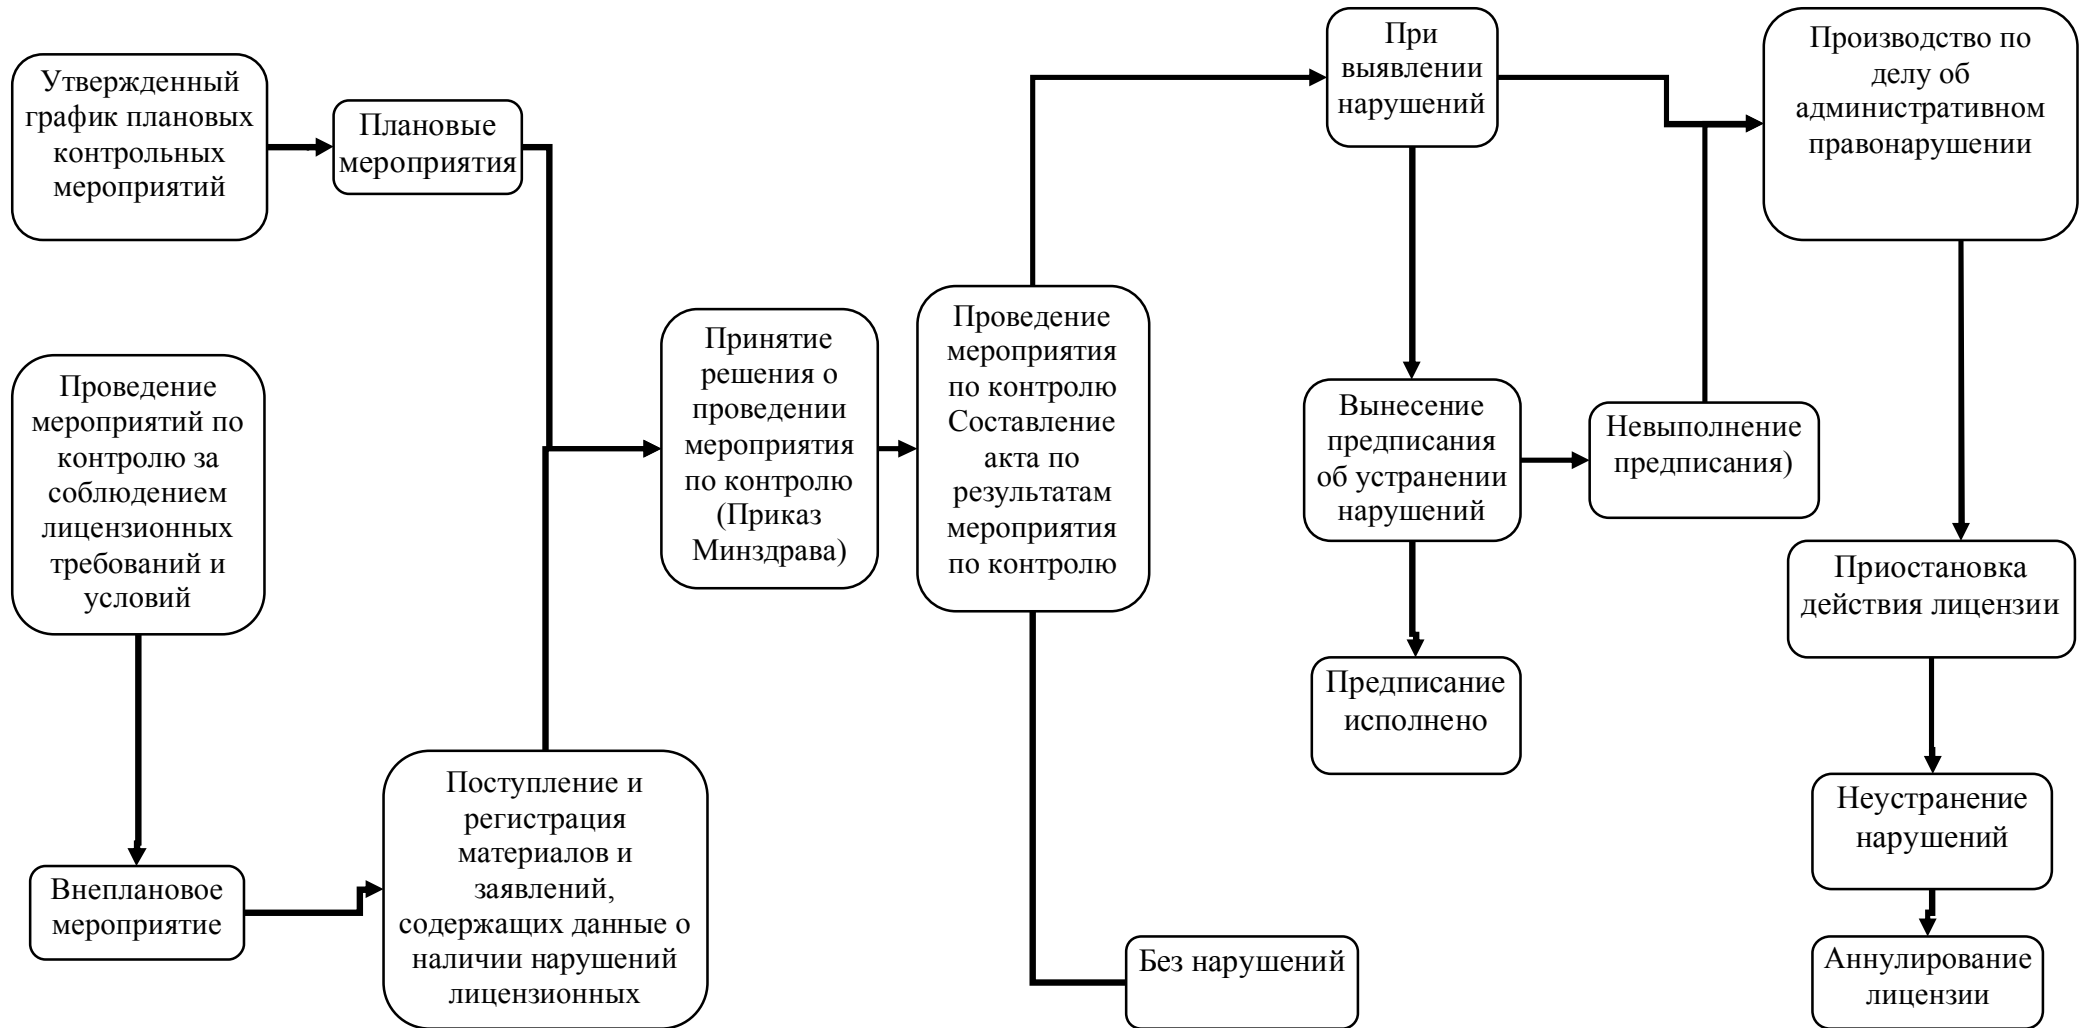 Утвержденный
график плановых
контрольных
мероприятий
Плановые
мероприятия
Проведение
мероприятий по
контролю за
соблюдением
лицензионных
требований и
условий
Внеплановое
мероприятие
Поступление и
регистрация
материалов и
заявлений,
содержащих данные о
наличии нарушений
лицензионных
Принятие
решения о
проведении
мероприятия
по контролю
(Приказ
Минздрава)
Проведение
мероприятия
по контролю
Составление
акта по
результатам
мероприятия
по контролю
Без нарушений
При
выявлении
нарушений
Вынесение
предписания
об устранении
нарушений
Предписание
исполнено
Невыполнение
предписания)
Производство по
делу об
административном
правонарушении
Приостановка
действия лицензии
Неустранение
нарушений
Аннулирование
лицензии